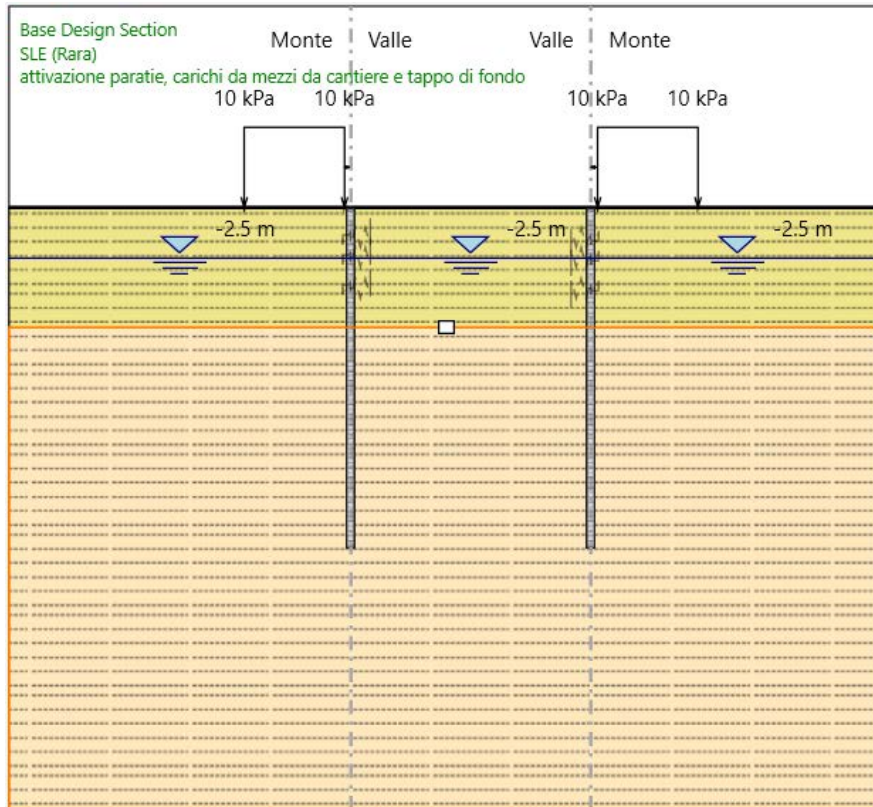 Base Design Section
SLE (Rara)
attivazione paratie, carichi da mezzi da cantiere e tappo di fondo
Monte Valle Valle Monte
10 kPa 10 kPa 10 kPa 10 kPa
-2.5 m -2.5 m -2.5 m